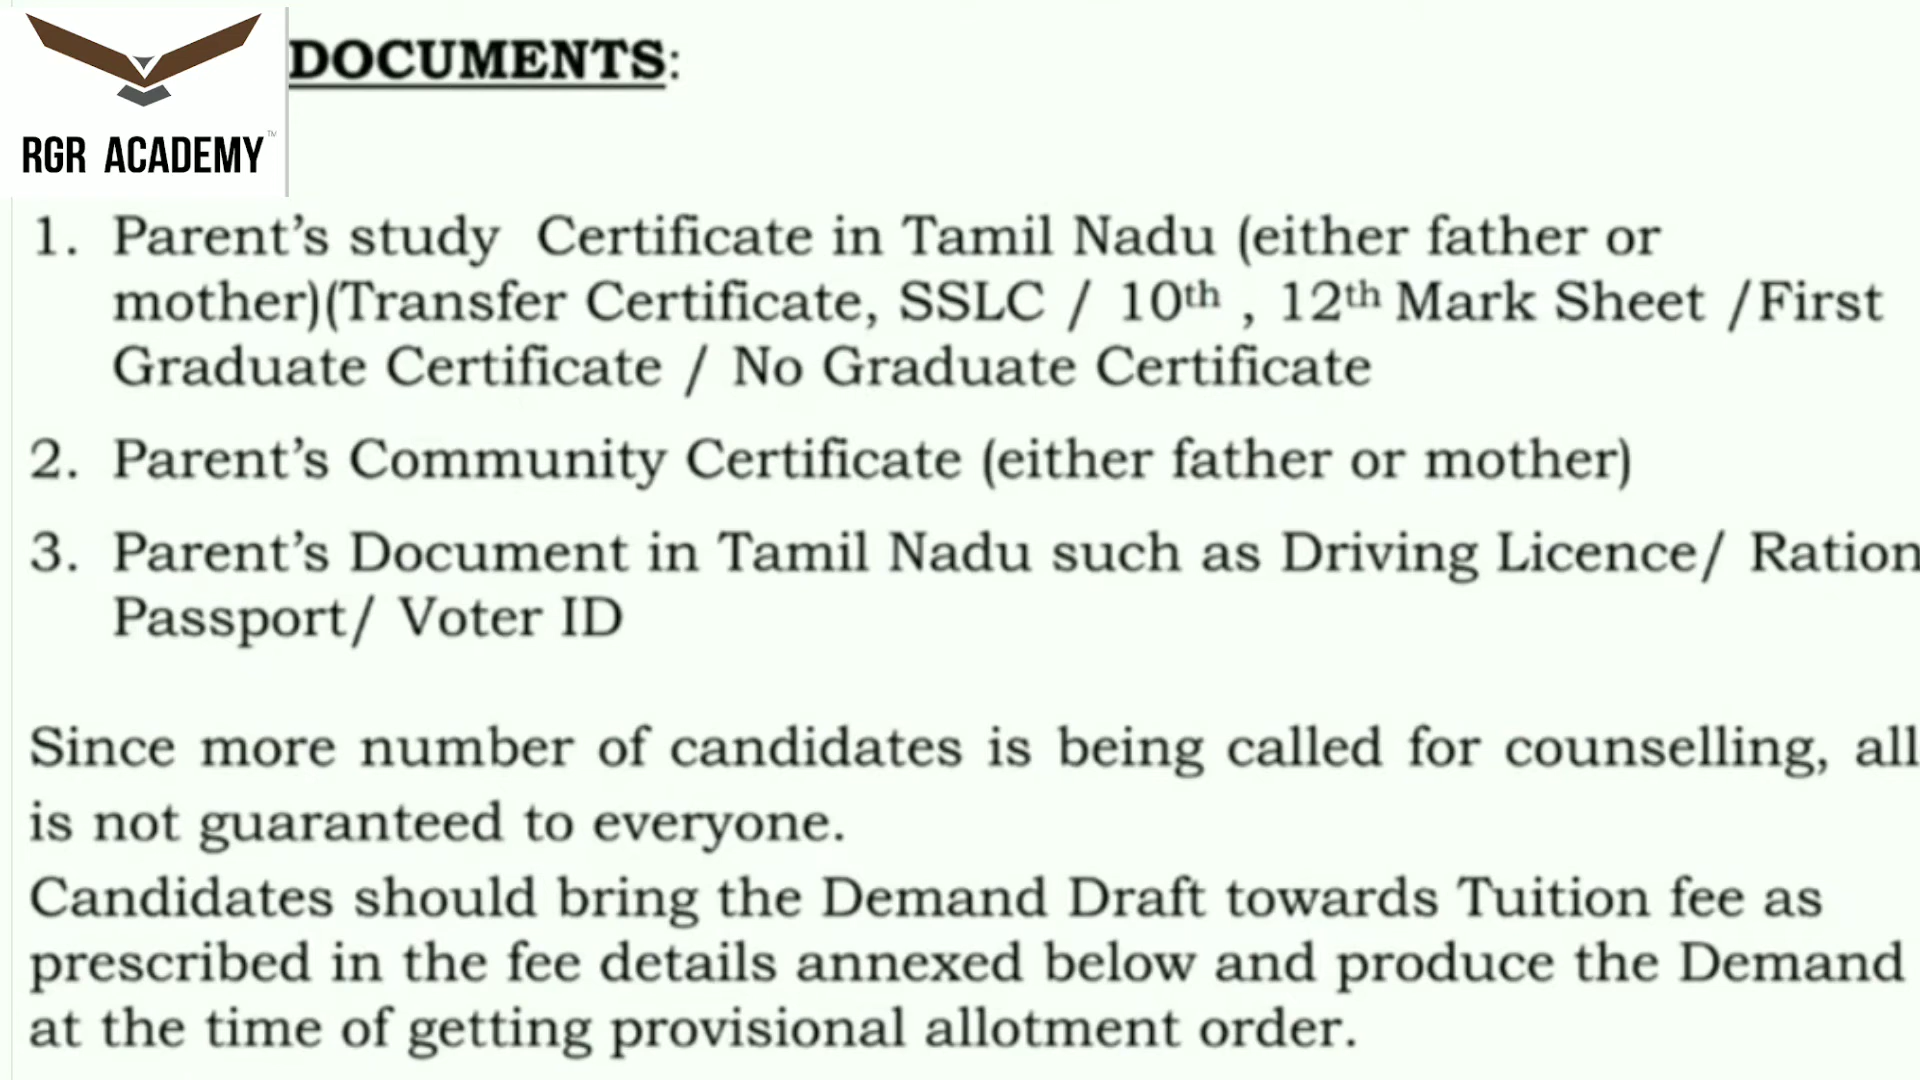 DOCUMENTS:
RGR ACADEMY™
1. Parent’s study Certificate in Tamil Nadu (either father or
mother)(Transfer Certificate, SSLC / 10th , 12th Mark Sheet /First
Graduate Certificate / No Graduate Certificate
2. Parent’s Community Certificate (either father or mother)
3. Parent’s Document in Tamil Nadu such as Driving Licence/ Ration
Passport/ Voter ID
Since more number of candidates is being called for counselling, all
is not guaranteed to everyone.
Candidates should bring the Demand Draft towards Tuition fee as
prescribed in the fee details annexed below and produce the Demand
at the time of getting provisional allotment order.